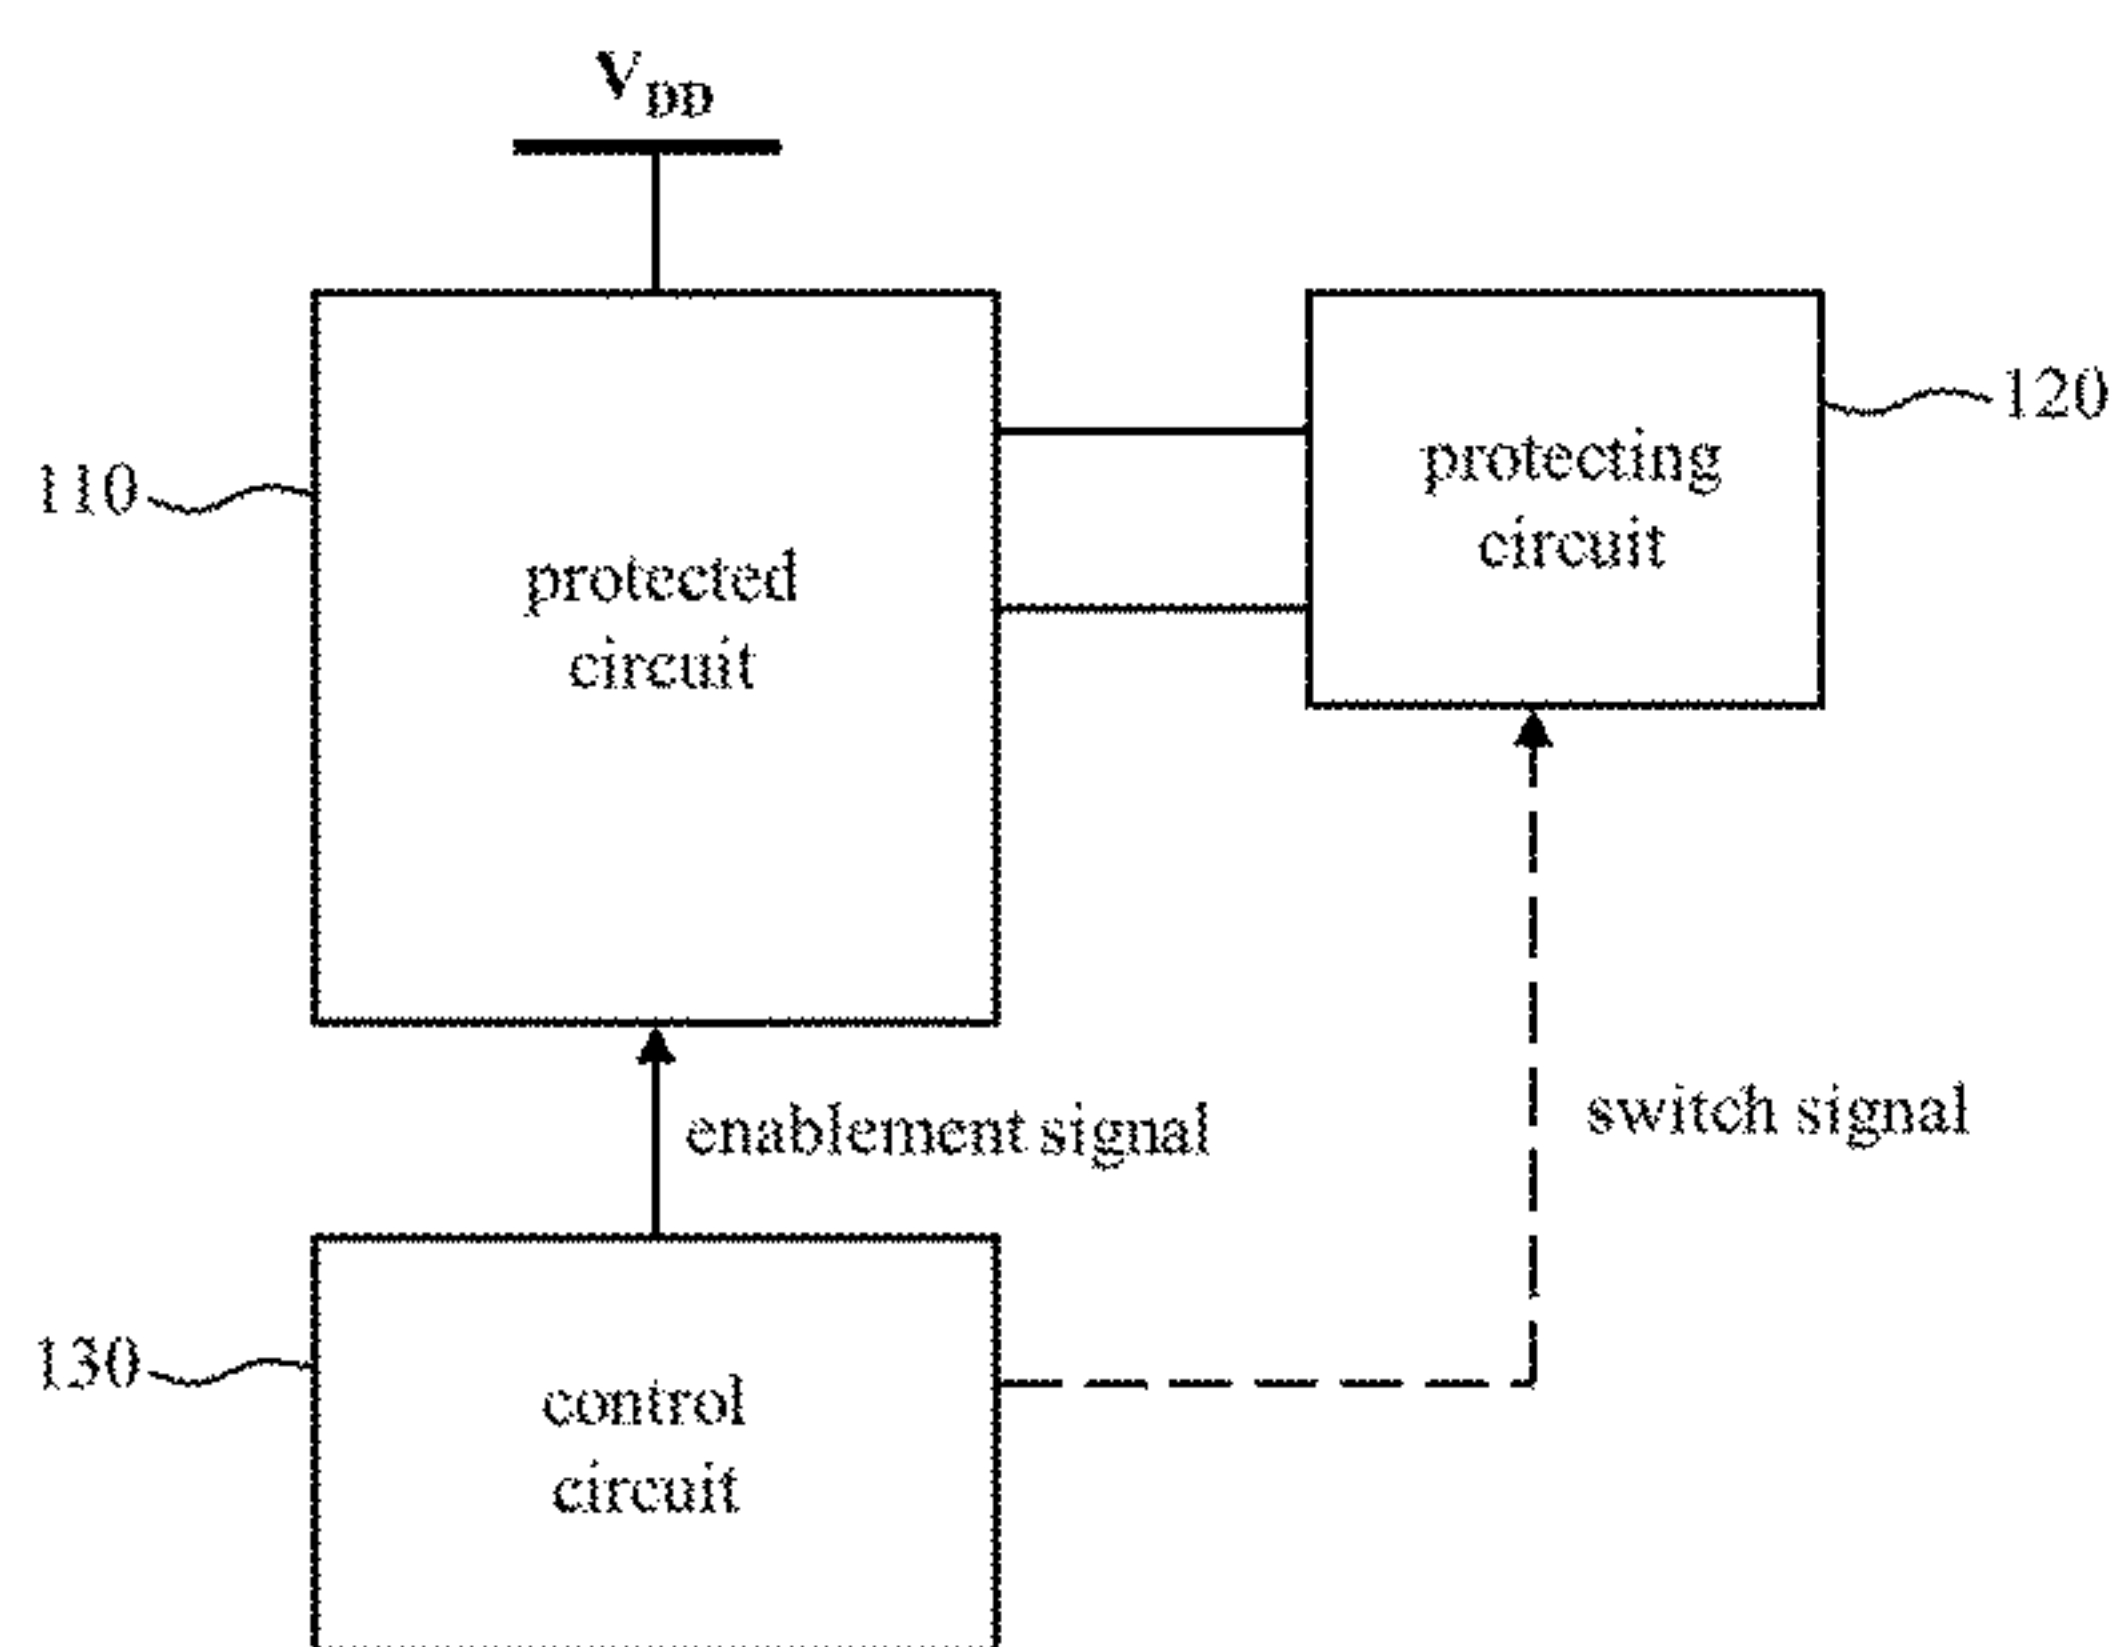 VDD
110
protected
circuit
protecting
circuit
120
enablement signal
switch signal
130
control
circuit